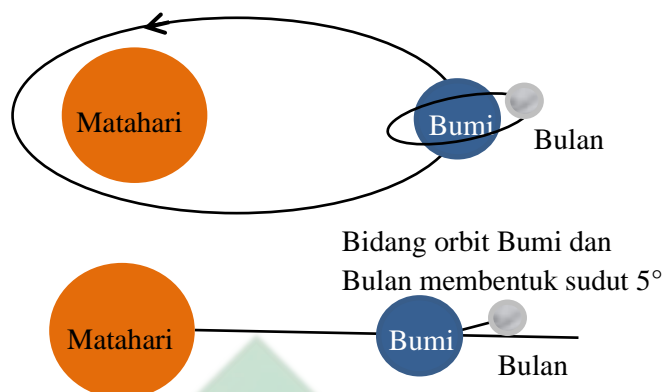 Matahari
Bumi
Bulan
Bidang orbit Bumi dan
Bulan membentuk sudut 5°
Matahari
Bumi
Bulan